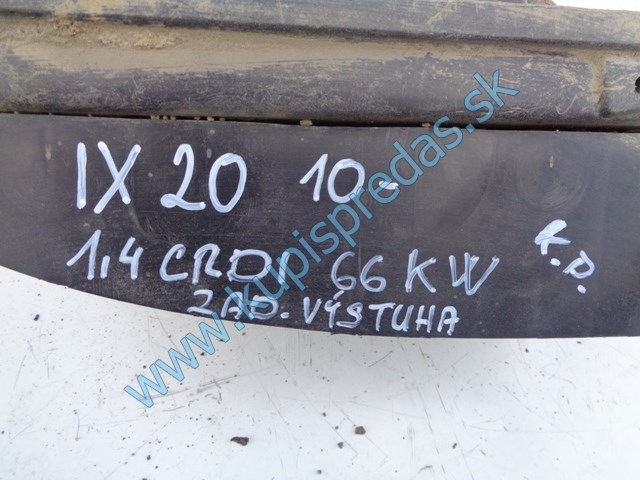 IX 20 10-
1,4 CRDI 66 KW
K.P.
ZAD. VÝSTUHA
www.kupispredas.sk